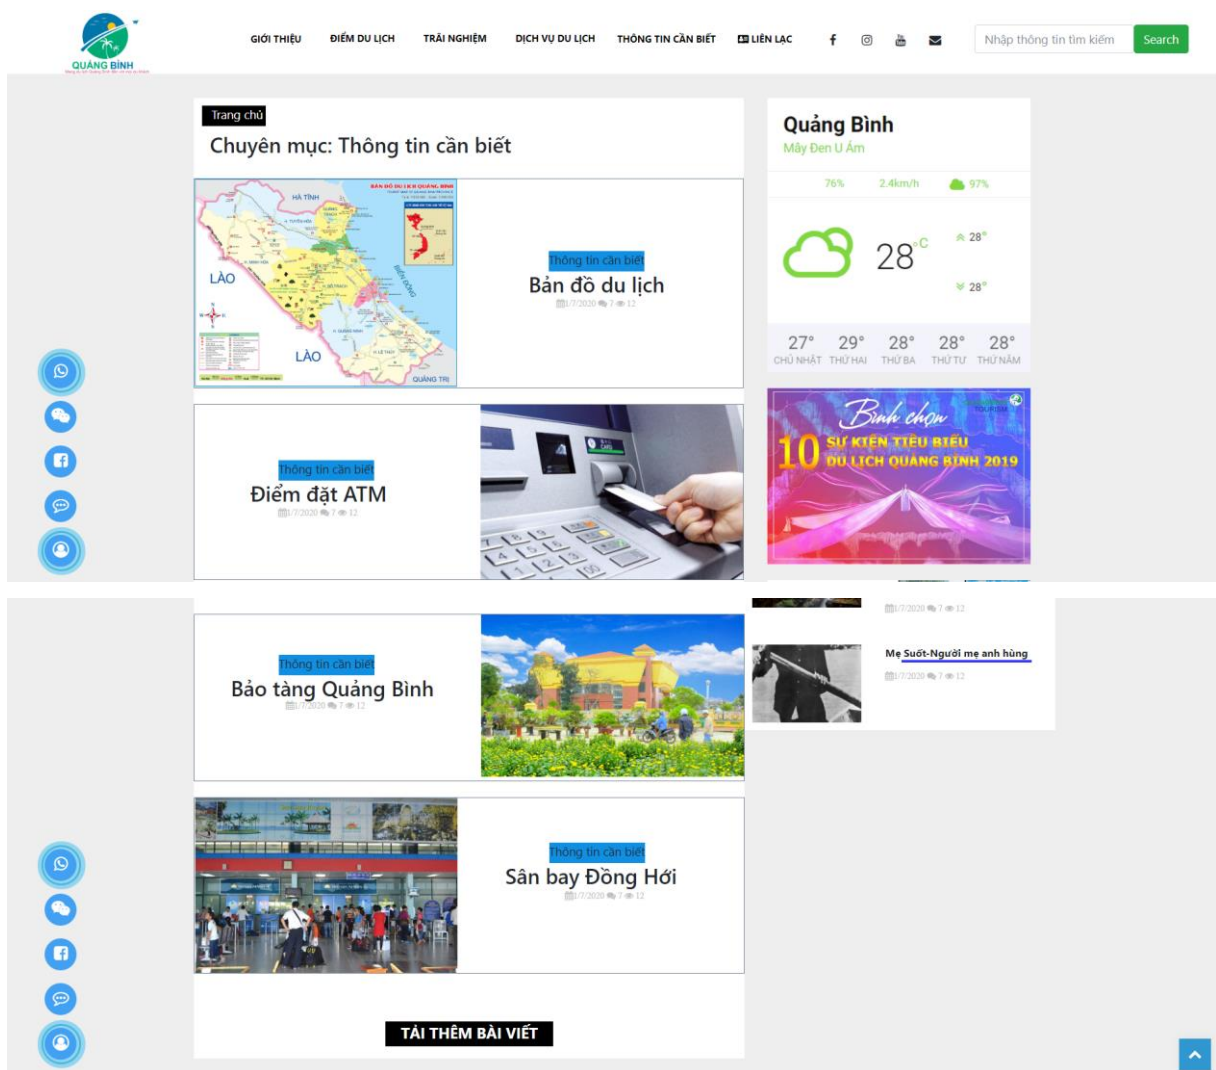 QUẢNG BÌNH
GIỚI THIỆU
ĐIỂM DU LỊCH
TRẢI NGHIỆM
DỊCH VỤ DU LỊCH
THÔNG TIN CẦN BIẾT
LIÊN LẠC
Nhập thông tin tìm kiếm
Search
Trang chủ
Chuyên mục: Thông tin cần biết
BẢN ĐỒ DU LỊCH QUẢNG BÌNH
HÀ TĨNH
LÀO
BIỂN ĐÔNG
LÀO
QUẢNG TRỊ
Thông tin cần biết
Bản đồ du lịch
1/7/2020 7 12
Thông tin cần biết
Điểm đặt ATM
1/7/2020 7 12
Quảng Bình
Mây Đen U Ám
76% 2.4km/h 97%
28°C
28°
28°
27° 29° 28° 28° 28°
CHỦ NHẬT THỨ HAI THỨ BA THỨ TƯ THỨ NĂM
TOURISM
Bình chọn
10 SỰ KIỆN TIÊU BIỂU
DU LỊCH QUẢNG BÌNH 2019
Thông tin cần biết
Bảo tàng Quảng Bình
1/7/2020 7 12
1/7/2020 7 12
Mẹ Suốt-Người mẹ anh hùng
1/7/2020 7 12
Thông tin cần biết
Sân bay Đồng Hới
1/7/2020 7 12
TẢI THÊM BÀI VIẾT